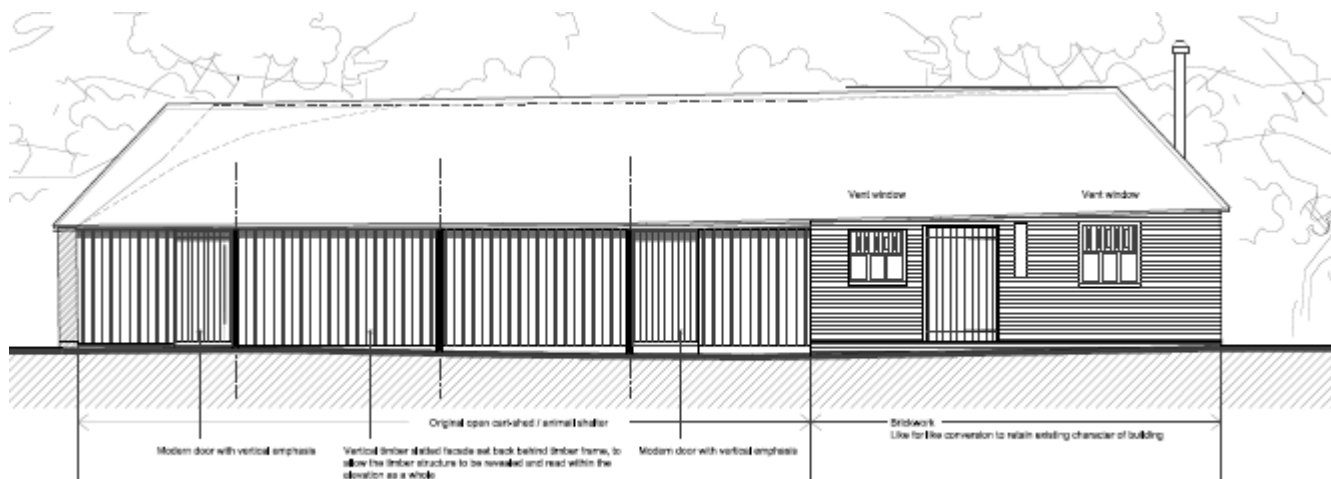 Vent window
Vent window
Original open cart-shed / animal shelter
Brickwork
Like for like conversion to retain existing character of building
Modern door with vertical emphasis
Vertical timber slatted facade set back behind timber frame, to
allow the timber structure to be revealed and read within the
elevation as a whole
Modern door with vertical emphasis